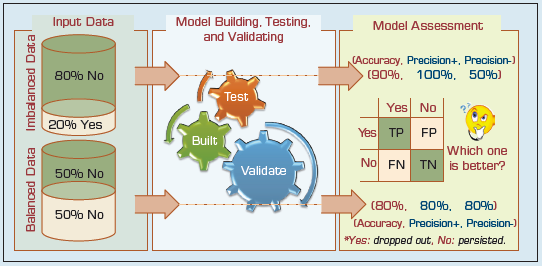 Input Data
Model Building, Testing,
and Validating
Model Assessment
Imbalanced Data
80% No
20% Yes
Balanced Data
50% No
50% No
Test
Built
Validate
(Accuracy, Precision+, Precision-)
(90%, 100%, 50%)
Yes No
Yes TP FP
No FN TN
Which one
is better?
(80%, 80%, 80%)
(Accuracy, Precision+, Precision-)
*Yes: dropped out, No: persisted.